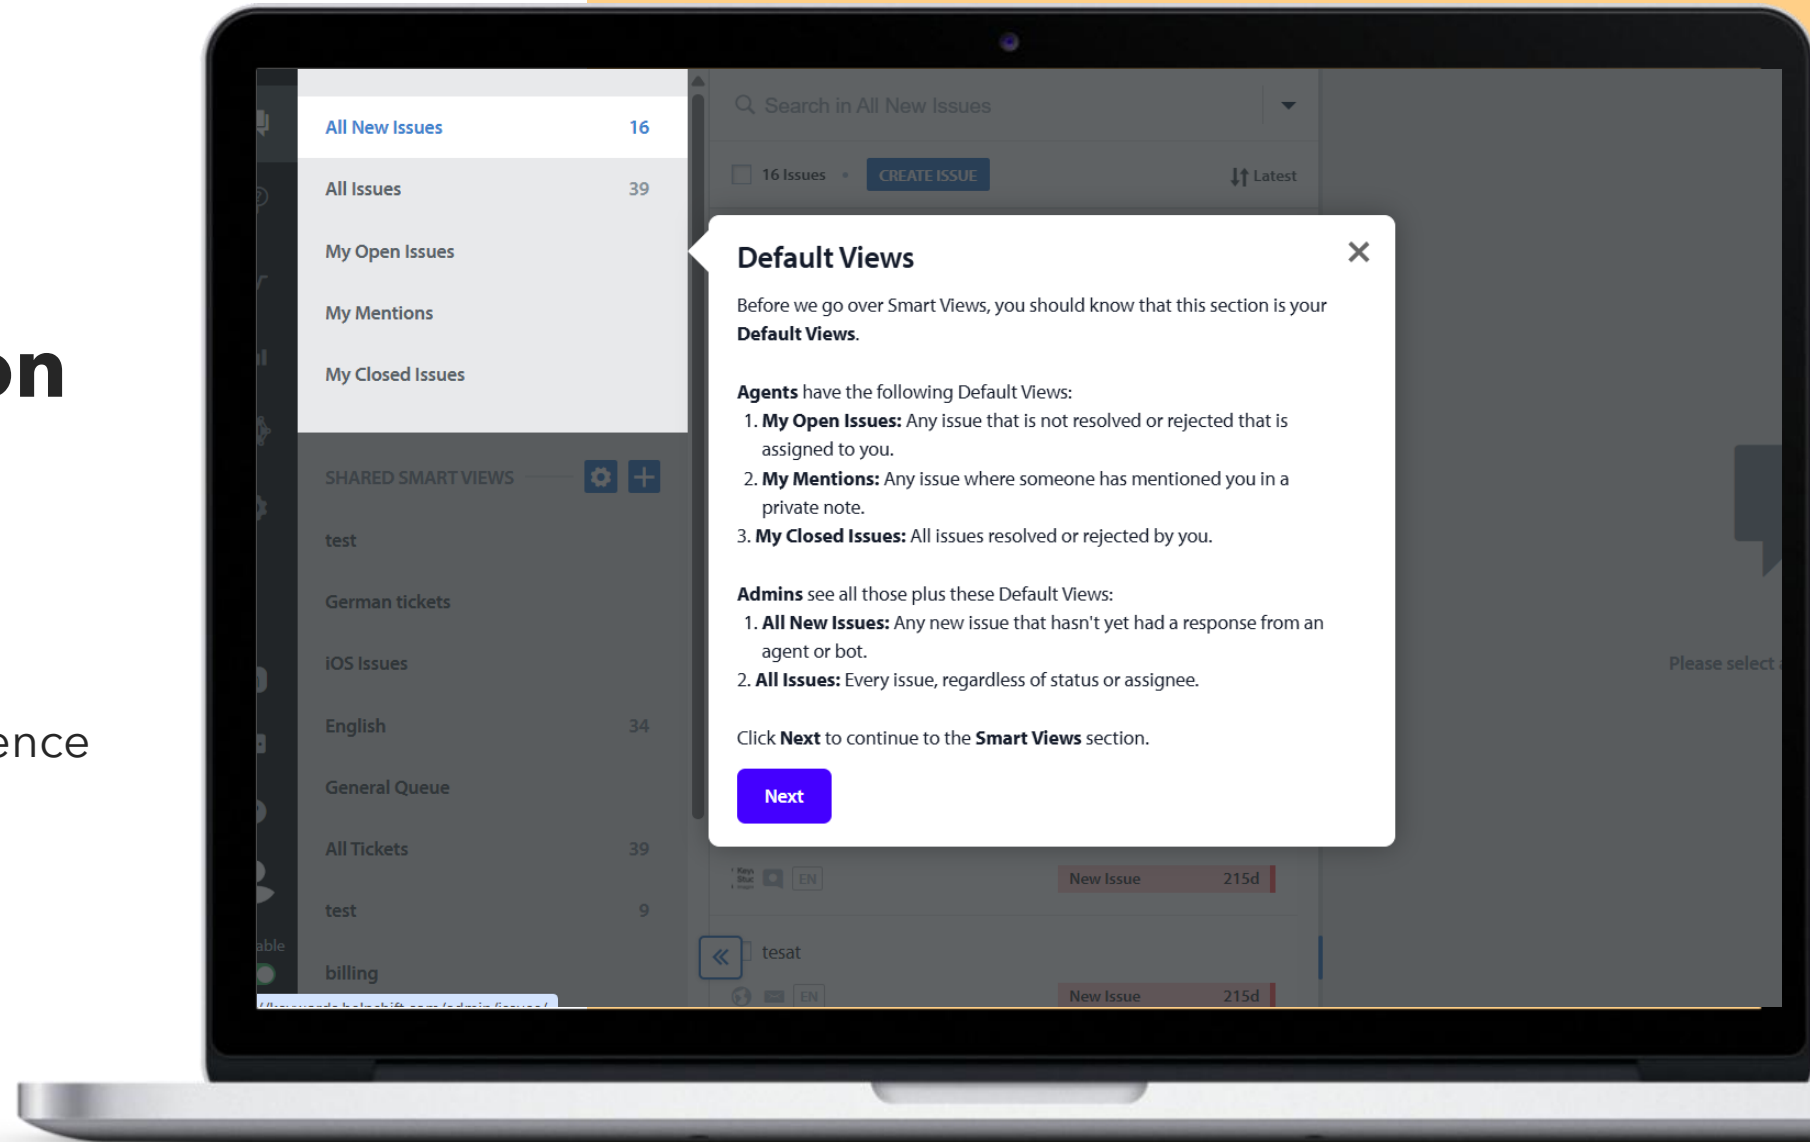 on
ence
All New Issues 16
All Issues 39
My Open Issues
My Mentions
My Closed Issues
SHARED SMART VIEWS
test
German tickets
iOS Issues
English 34
General Queue
All Tickets 39
test 9
billing
able
Search in All New Issues
16 Issues • CREATE ISSUE Latest
Default Views
Before we go over Smart Views, you should know that this section is your
Default Views.
Agents have the following Default Views:
1. My Open Issues: Any issue that is not resolved or rejected that is
assigned to you.
2. My Mentions: Any issue where someone has mentioned you in a
private note.
3. My Closed Issues: All issues resolved or rejected by you.
Admins see all those plus these Default Views:
1. All New Issues: Any new issue that hasn't yet had a response from an
agent or bot.
2. All Issues: Every issue, regardless of status or assignee.
Click Next to continue to the Smart Views section.
Next
EN New Issue 215d
tesat
EN New Issue 215d
Please select